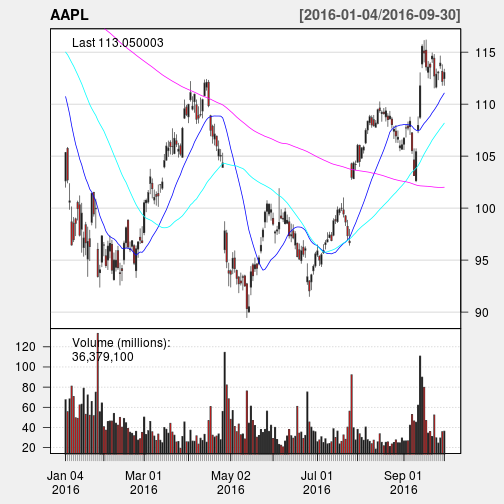 AAPL [2016-01-04/2016-09-30]
Last 113.050003
115
110
105
100
95
90
Volume (millions):
36,379,100
120
100
80
60
40
20
Jan 04 Mar 01 May 02 Jul 01 Sep 01
2016 2016 2016 2016 2016